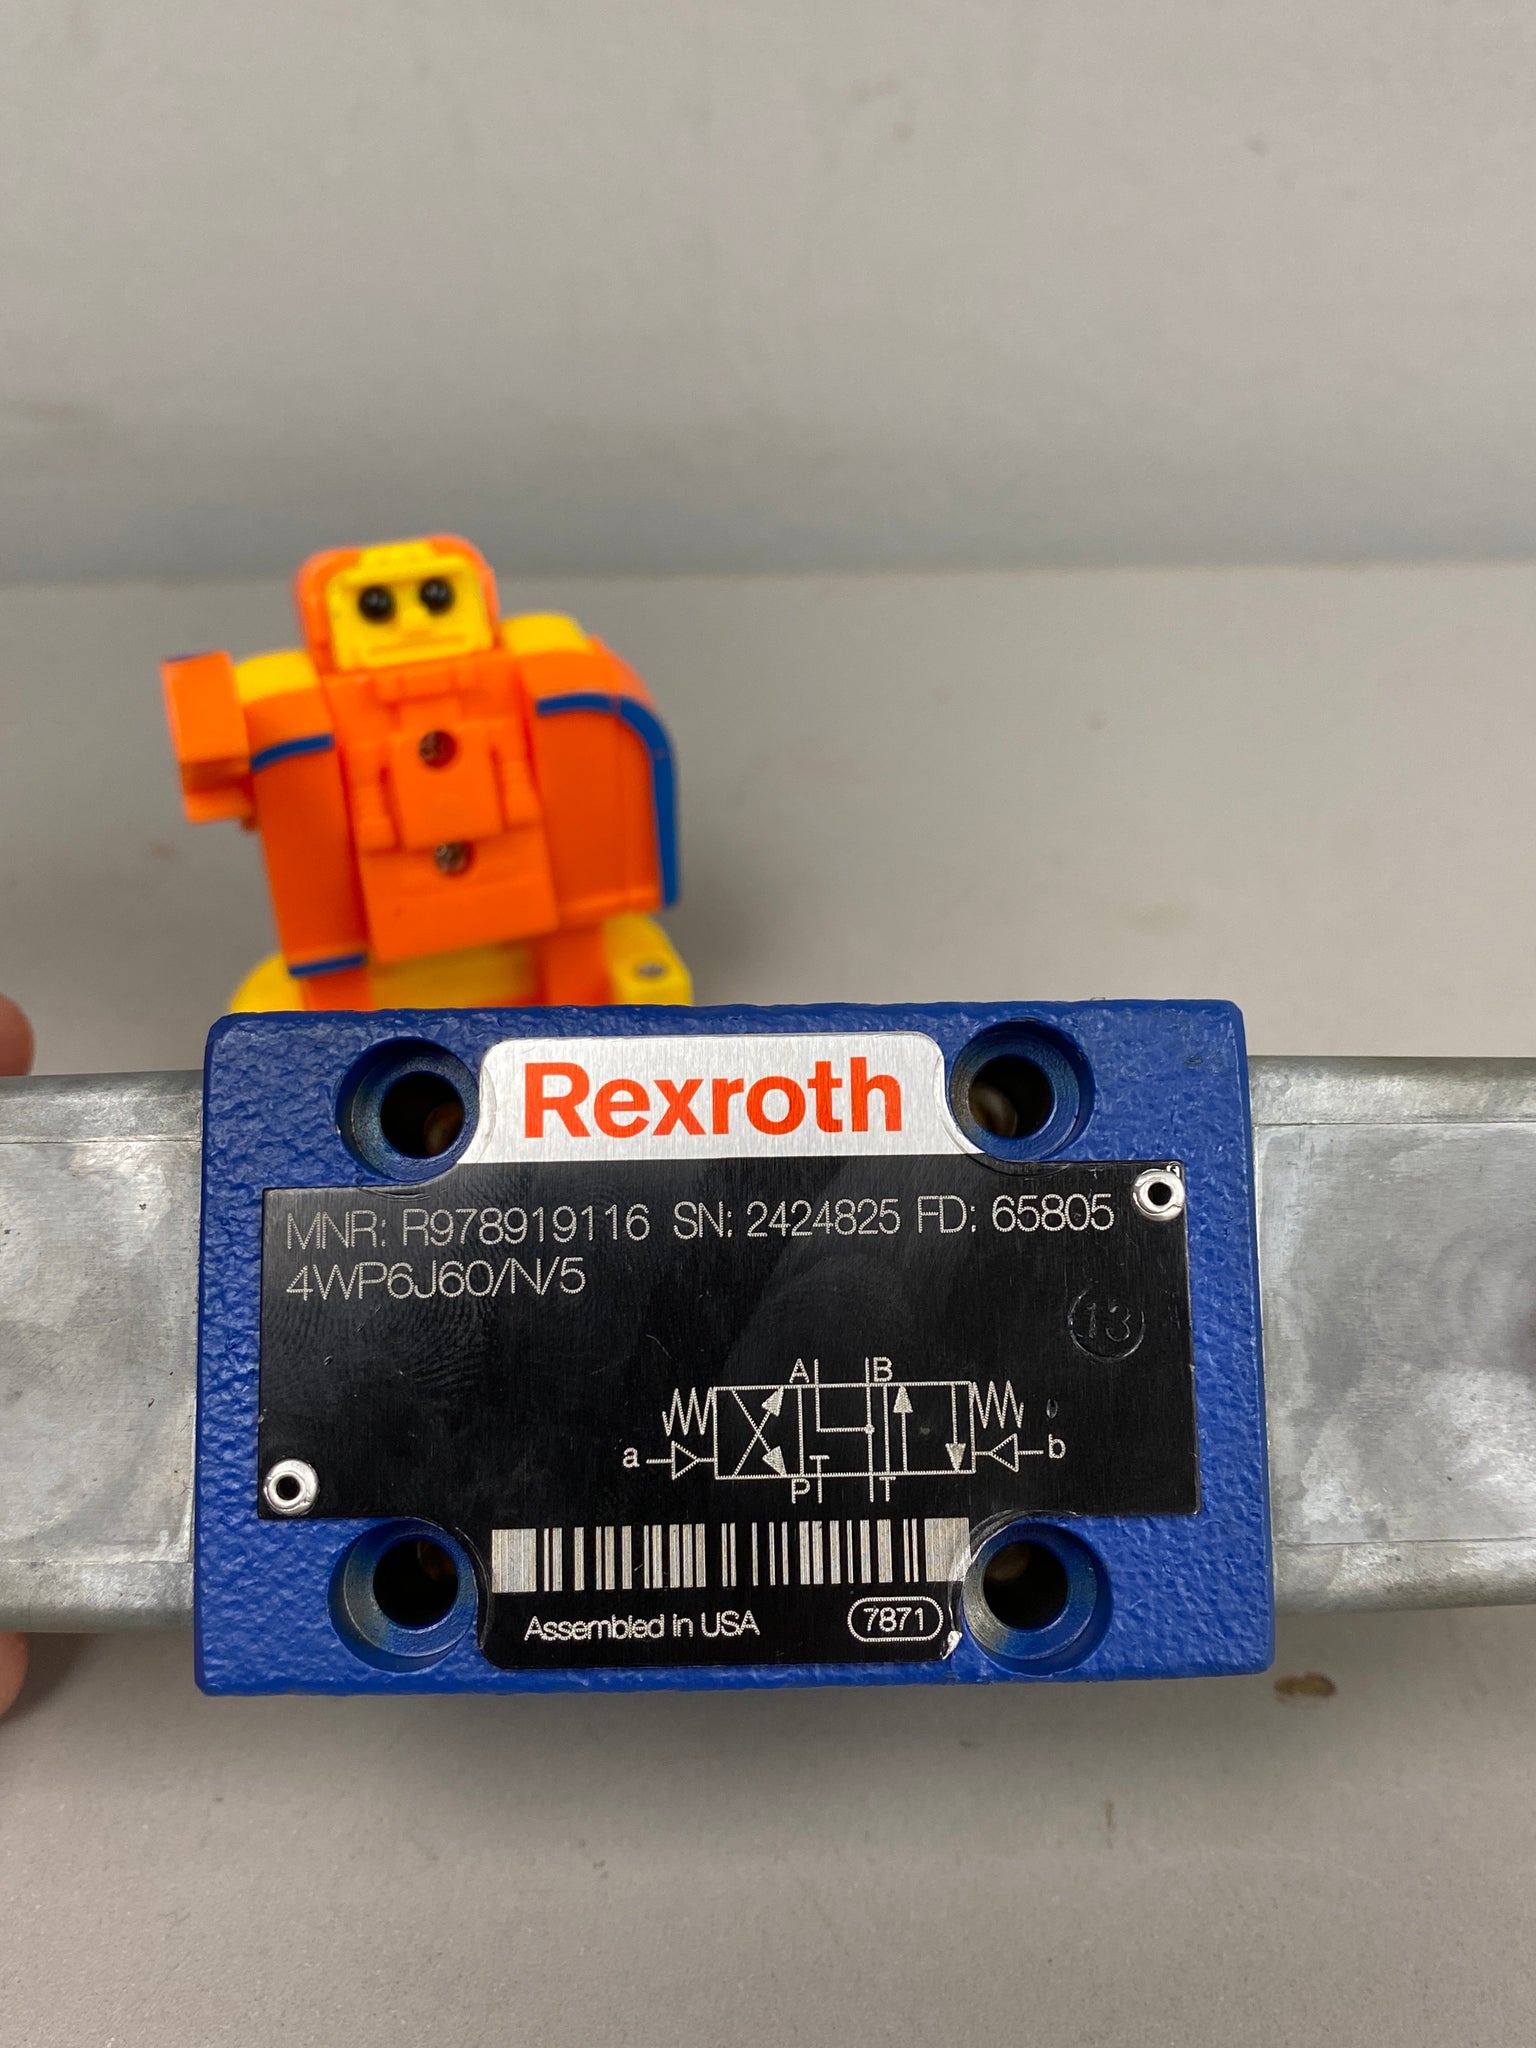 Rexroth
MNR: R978919116 SN: 2424825 FD: 65805
4WP6J60/N/5
13
A B
a b
P T
Assembled in USA 7871